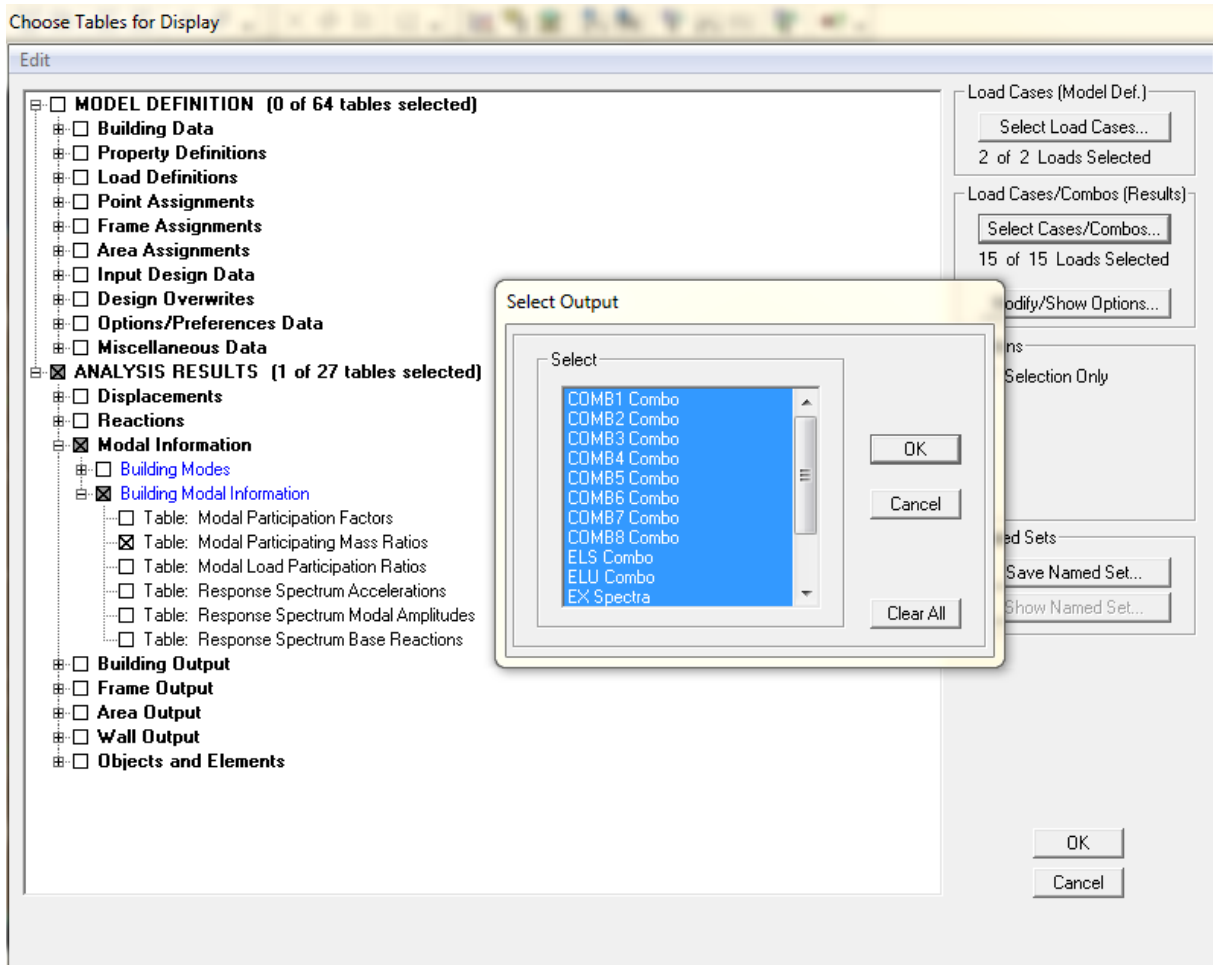 Choose Tables for Display
Edit
MODEL DEFINITION (0 of 64 tables selected)
Building Data
Property Definitions
Load Definitions
Point Assignments
Frame Assignments
Area Assignments
Input Design Data
Design Overwrites
Options/Preferences Data
Miscellaneous Data
ANALYSIS RESULTS (1 of 27 tables selected)
Displacements
Reactions
Modal Information
Building Modes
Building Modal Information
Table: Modal Participation Factors
Table: Modal Participating Mass Ratios
Table: Modal Load Participation Ratios
Table: Response Spectrum Accelerations
Table: Response Spectrum Modal Amplitudes
Table: Response Spectrum Base Reactions
Building Output
Frame Output
Area Output
Wall Output
Objects and Elements
Select Output
Select
COMB1 Combo
COMB2 Combo
COMB3 Combo
COMB4 Combo
COMB5 Combo
COMB6 Combo
COMB7 Combo
COMB8 Combo
ELS Combo
ELU Combo
EX Spectra
OK
Cancel
Clear All
Load Cases (Model Def.)
Select Load Cases...
2 of 2 Loads Selected
Load Cases/Combos (Results)
Select Cases/Combos...
15 of 15 Loads Selected
odify/Show Options...
ns
Selection Only
ed Sets
Save Named Set...
Show Named Set...
OK
Cancel